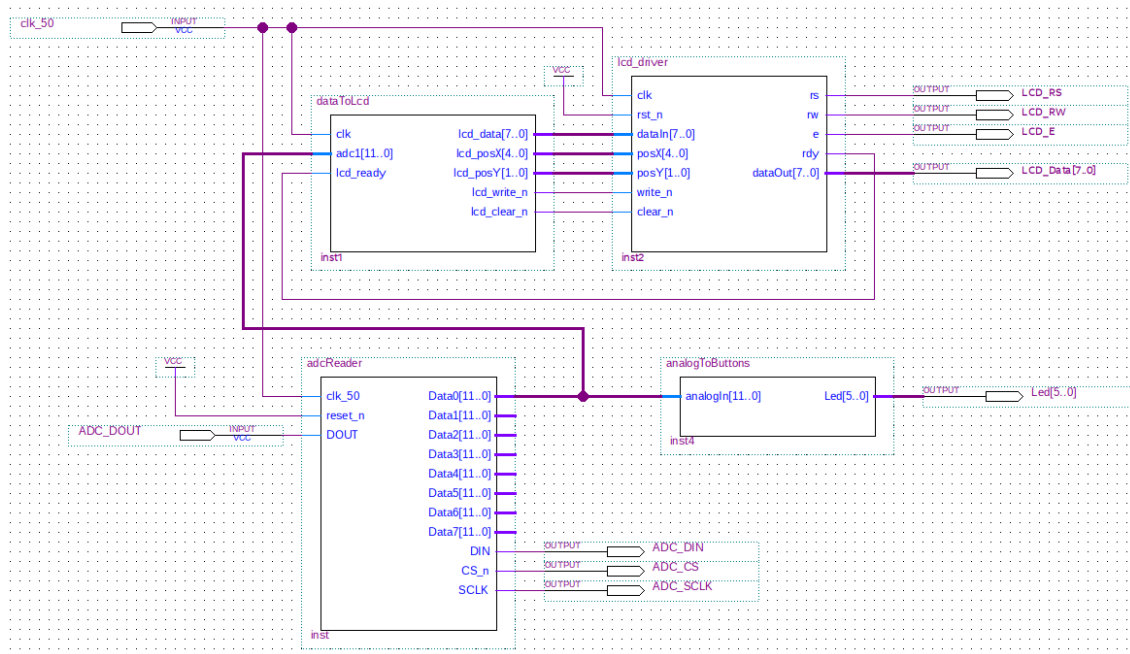 clk_50
INPUT
VCC
lcd_driver
VCC
clk
rst_n
dataIn[7..0]
posX[4..0]
posY[1..0]
write_n
clear_n
rs
rw
e
rdy
dataOut[7..0]
inst2
OUTPUT
LCD_RS
OUTPUT
LCD_RW
OUTPUT
LCD_E
OUTPUT
LCD_Data[7..0]
dataToLcd
clk
adc1[11..0]
lcd_ready
lcd_data[7..0]
lcd_posX[4..0]
lcd_posY[1..0]
lcd_write_n
lcd_clear_n
inst1
VCC
adcReader
clk_50
reset_n
DOUT
Data0[11..0]
Data1[11..0]
Data2[11..0]
Data3[11..0]
Data4[11..0]
Data5[11..0]
Data6[11..0]
Data7[11..0]
DIN
CS_n
SCLK
inst
ADC_DOUT
INPUT
VCC
analogToButtons
analogIn[11..0]
Led[5..0]
inst4
OUTPUT
Led[5..0]
OUTPUT
ADC_DIN
OUTPUT
ADC_CS
OUTPUT
ADC_SCLK